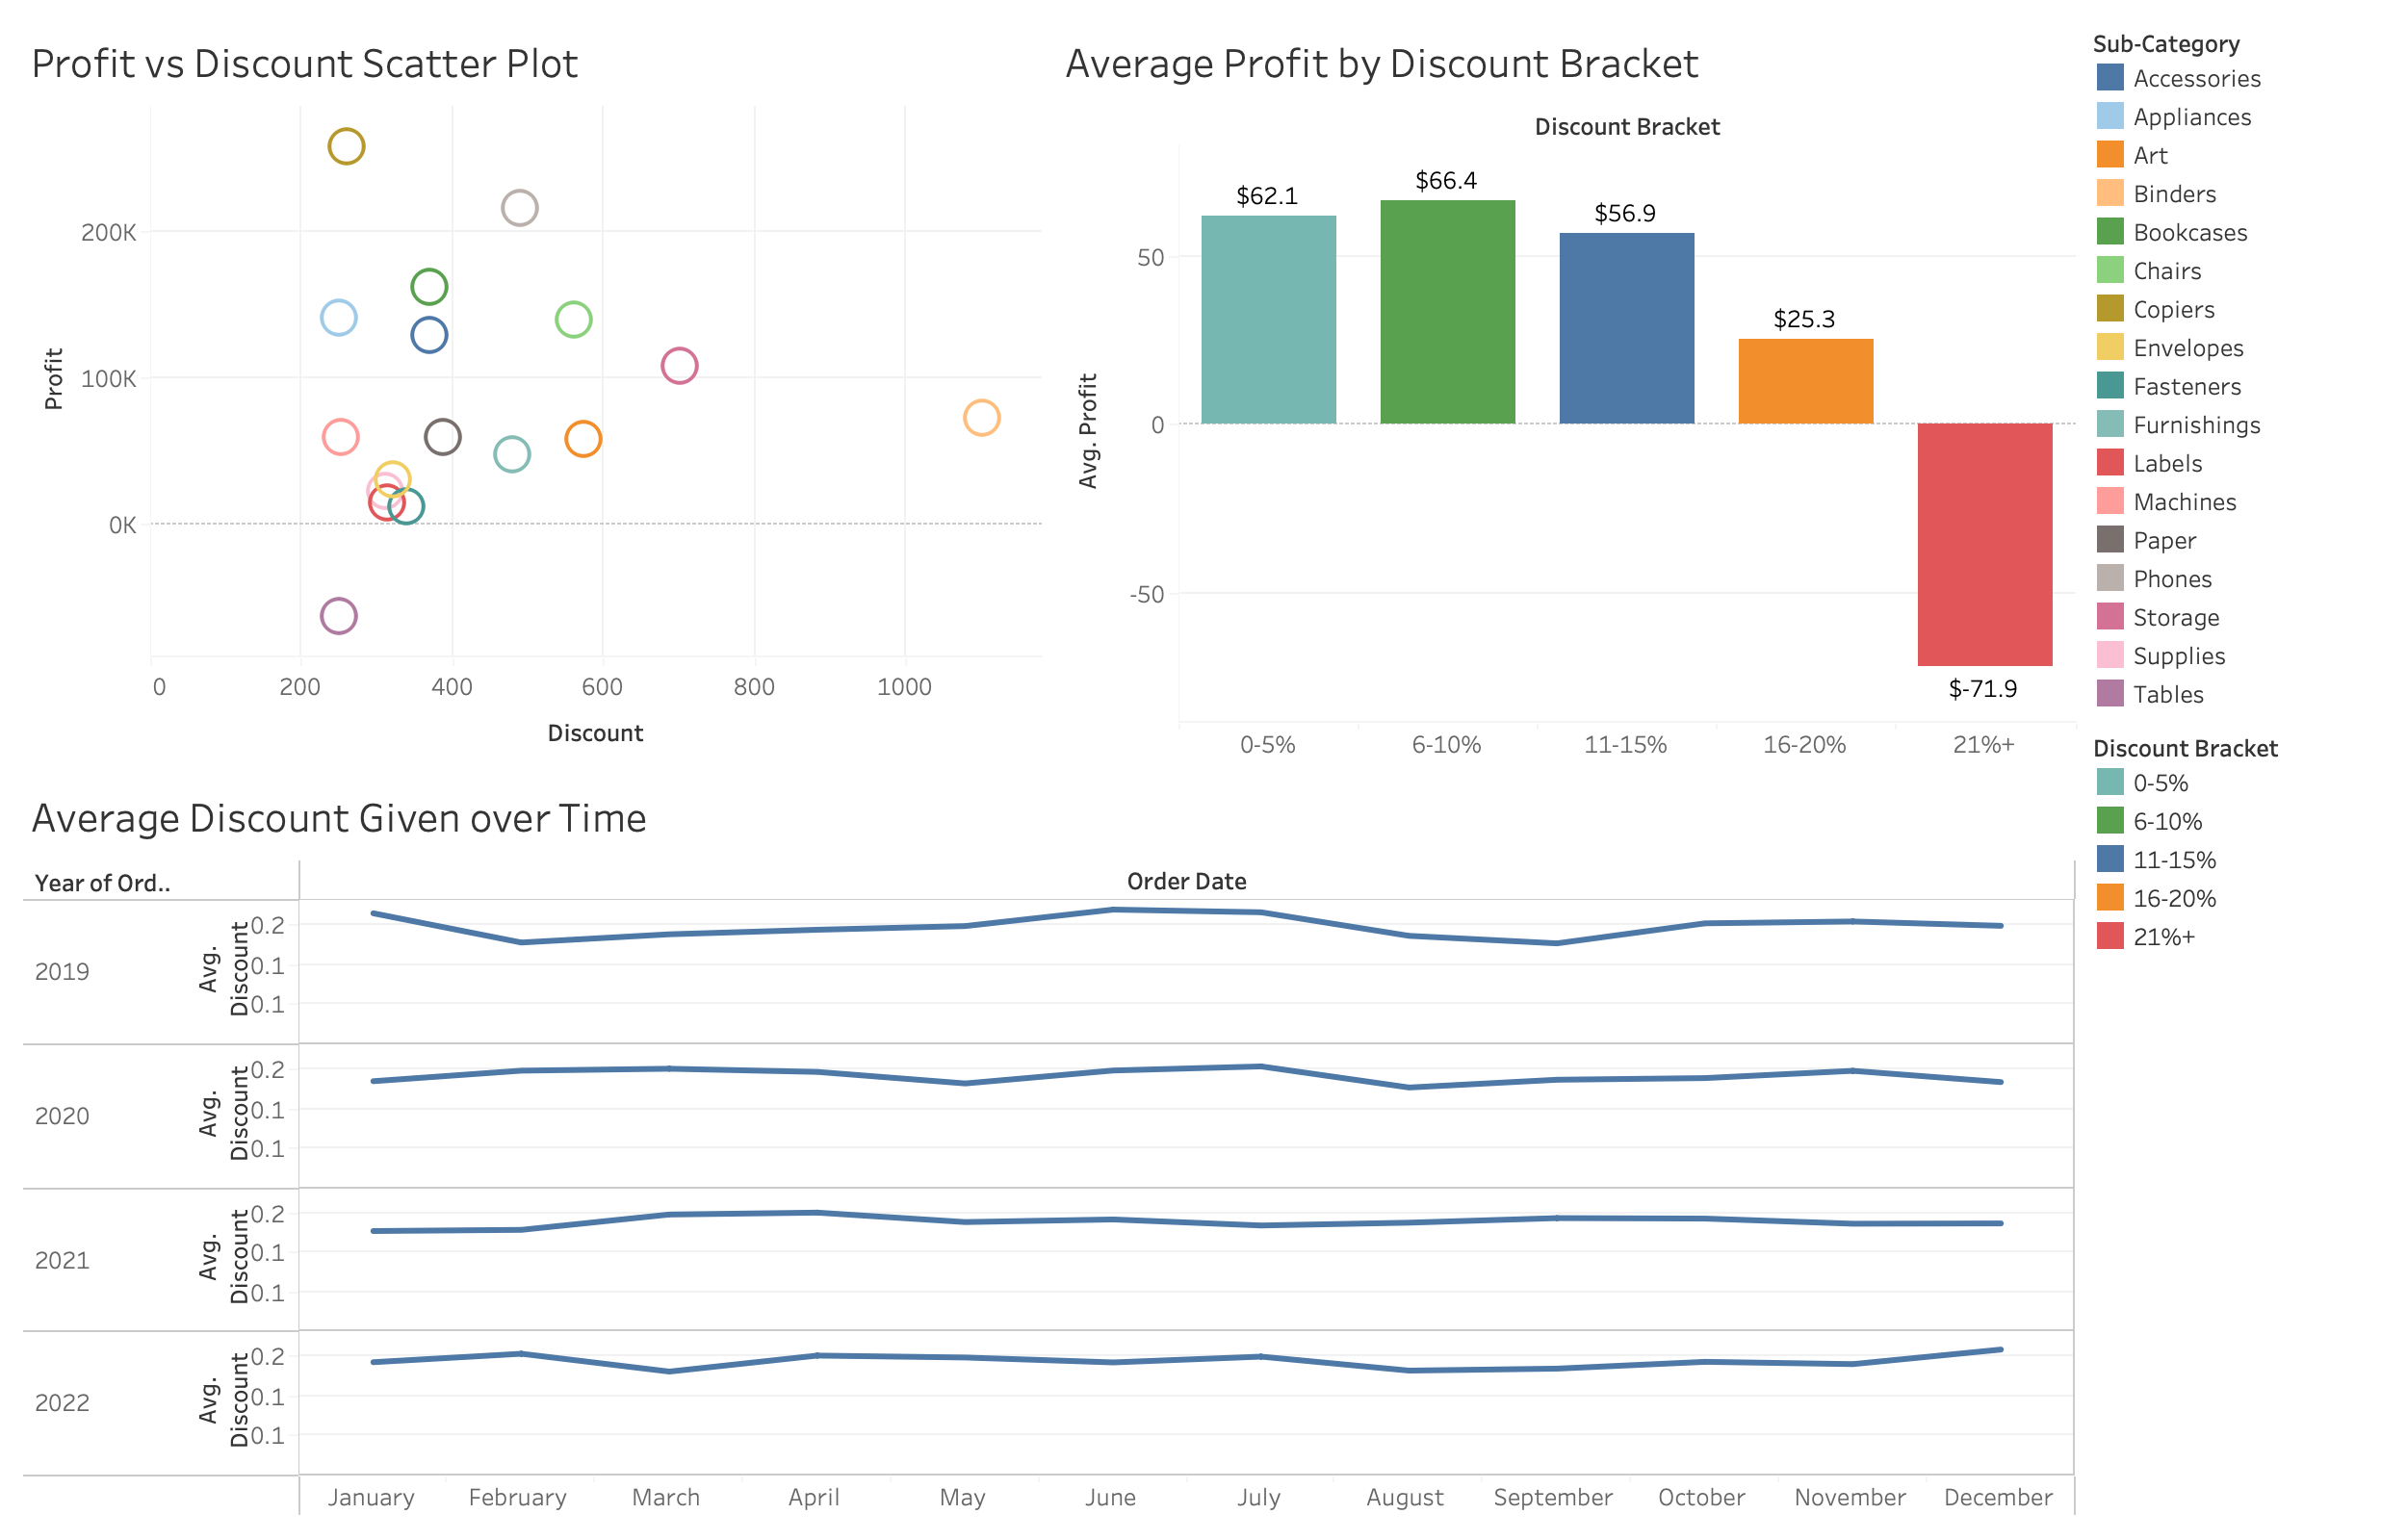 Profit vs Discount Scatter Plot
Profit
200K
100K
0K
0
200
400
600
800
1000
Discount
Average Profit by Discount Bracket
Discount Bracket
Avg. Profit
50
0
-50
$62.1
$66.4
$56.9
$25.3
$-71.9
0-5%
6-10%
11-15%
16-20%
21%+
Sub-Category
Accessories
Appliances
Art
Binders
Bookcases
Chairs
Copiers
Envelopes
Fasteners
Furnishings
Labels
Machines
Paper
Phones
Storage
Supplies
Tables
Discount Bracket
0-5%
6-10%
11-15%
16-20%
21%+
Average Discount Given over Time
Year of Ord..
Order Date
2019
Avg.
Discount
0.2
0.1
0.1
2020
Avg.
Discount
0.2
0.1
0.1
2021
Avg.
Discount
0.2
0.1
0.1
2022
Avg.
Discount
0.2
0.1
0.1
January
February
March
April
May
June
July
August
September
October
November
December